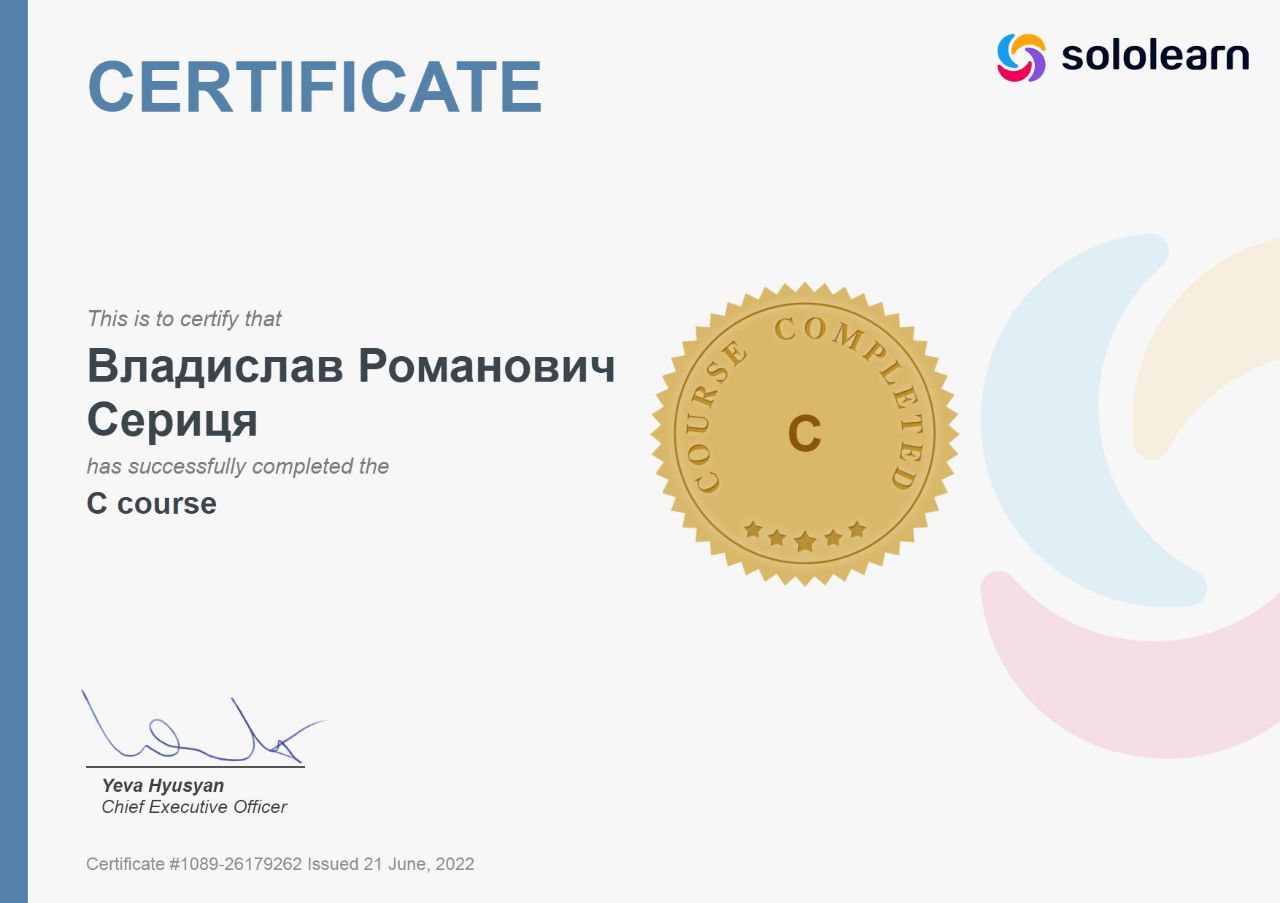 CERTIFICATE
sololearn
This is to certify that
Владислав Романович
Сериця
has successfully completed the
C course
COURSE COMPLETED
C
Yeva Hyusyan
Chief Executive Officer
Certificate #1089-26179262 Issued 21 June, 2022